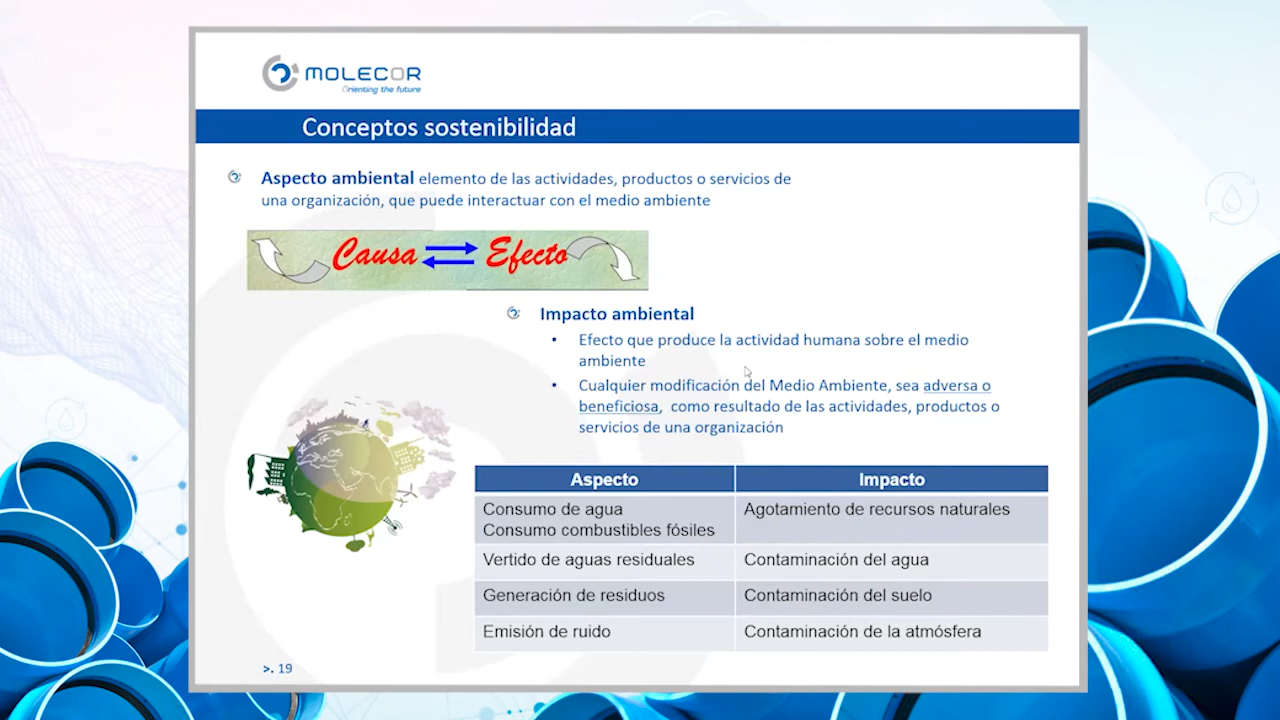 MOLECOR
Orienting the future
Conceptos sostenibilidad
Aspecto ambiental elemento de las actividades, productos o servicios de
una organización, que puede interactuar con el medio ambiente
Causa Efecto
Impacto ambiental
• Efecto que produce la actividad humana sobre el medio
ambiente
• Cualquier modificación del Medio Ambiente, sea adversa o
beneficiosa, como resultado de las actividades, productos o
servicios de una organización
Aspecto Impacto
Consumo de agua Agotamiento de recursos naturales
Consumo combustibles fósiles
Vertido de aguas residuales Contaminación del agua
Generación de residuos Contaminación del suelo
Emisión de ruido Contaminación de la atmósfera
>. 19